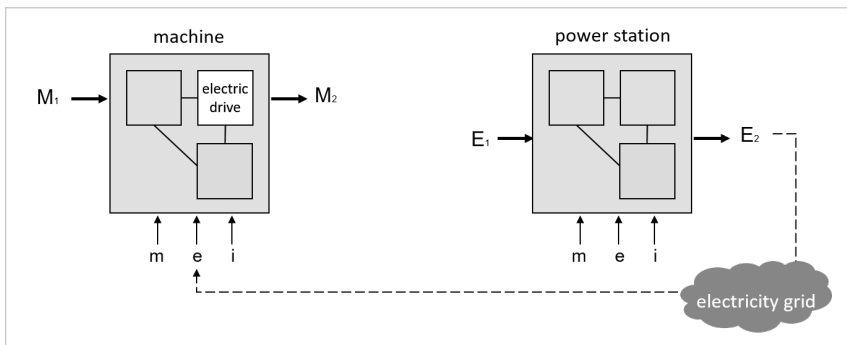 machine
power station
M₁
electric
drive
M₂
E₁
E₂
m e i
m e i
electricity grid